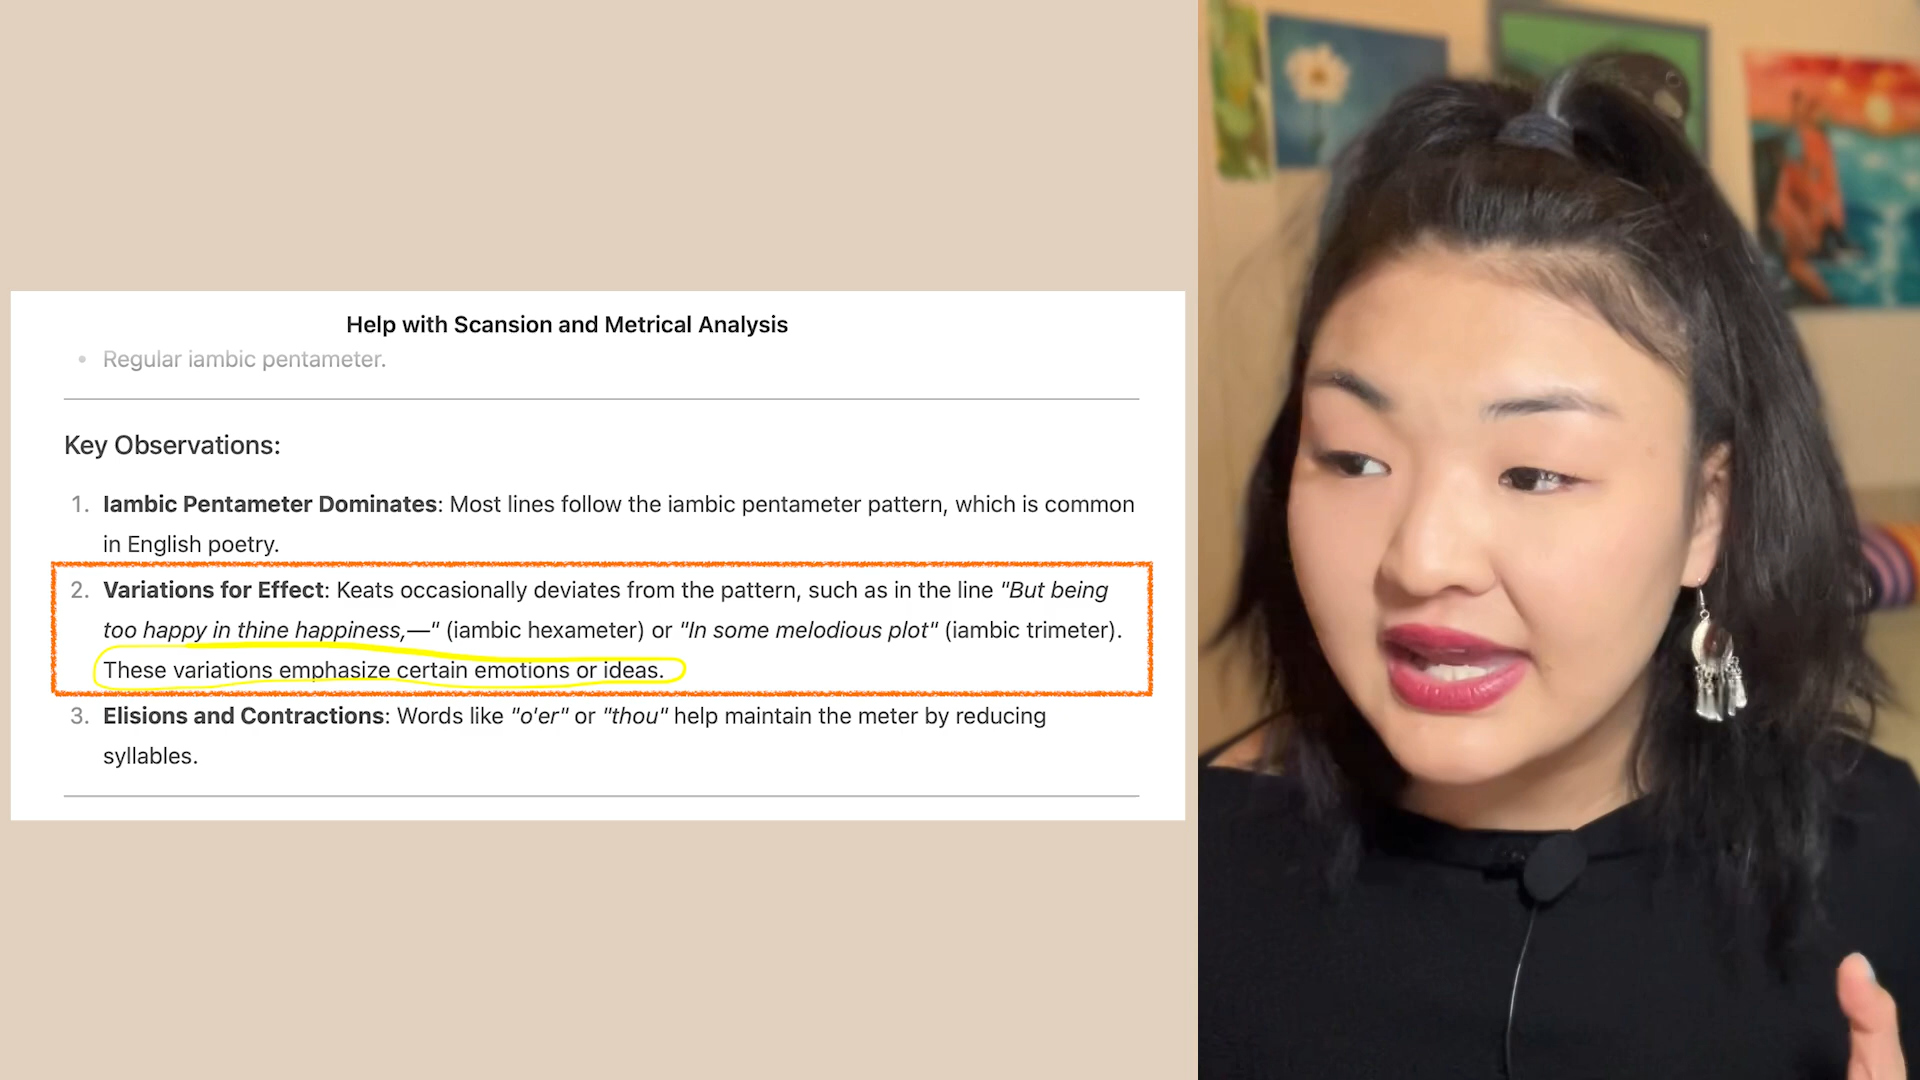 Help with Scansion and Metrical Analysis
• Regular iambic pentameter.
Key Observations:
1. Iambic Pentameter Dominates: Most lines follow the iambic pentameter pattern, which is common
in English poetry.
2. Variations for Effect: Keats occasionally deviates from the pattern, such as in the line "But being
too happy in thine happiness,—" (iambic hexameter) or "In some melodious plot" (iambic trimeter).
These variations emphasize certain emotions or ideas.
3. Elisions and Contractions: Words like "o'er" or "thou" help maintain the meter by reducing
syllables.